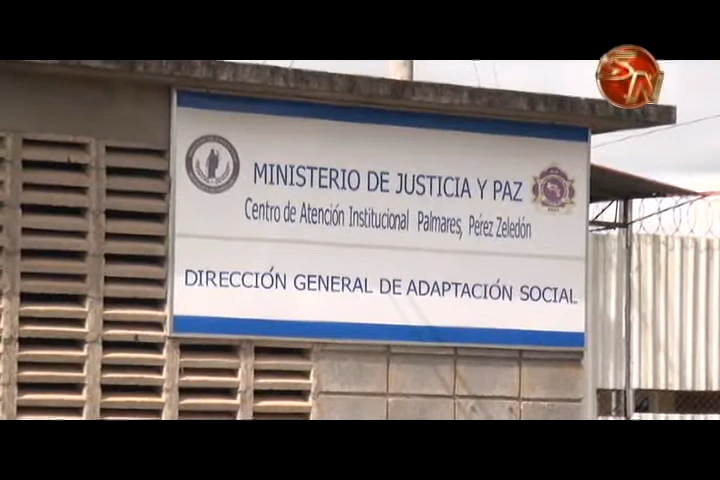 MINISTERIO DE JUSTICIA Y PAZ
Centro de Atención Institucional Palmares, Pérez Zeledón
DIRECCIÓN GENERAL DE ADAPTACIÓN SOCIAL